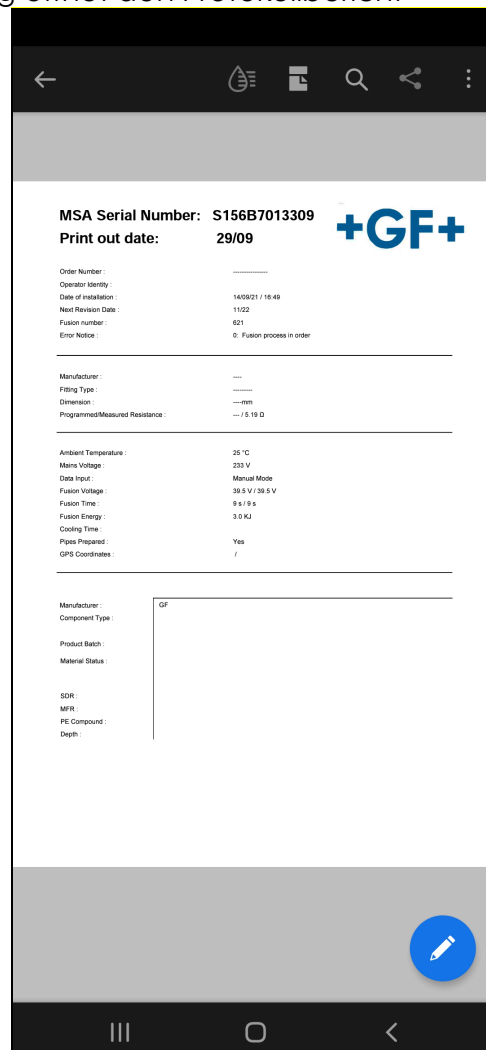 MSA Serial Number: S156B7013309
Print out date: 29/09
+GF+
Order Number : ----------------
Operator Identity :
Date of installation : 14/09/21 / 16:49
Next Revision Date : 11/22
Fusion number : 621
Error Notice : 0: Fusion process in order
Manufacturer : ----
Fitting Type : ---------
Dimension : ----mm
Programmed/Measured Resistance : --- / 5.19 Ω
Ambient Temperature : 25 °C
Mains Voltage : 233 V
Data Input : Manual Mode
Fusion Voltage : 39.5 V / 39.5 V
Fusion Time : 9 s / 9 s
Fusion Energy : 3.0 KJ
Cooling Time :
Pipes Prepared : Yes
GPS Coordinates : /
Manufacturer : GF
Component Type :
Product Batch :
Material Status :
SDR :
MFR :
PE Compound :
Depth :